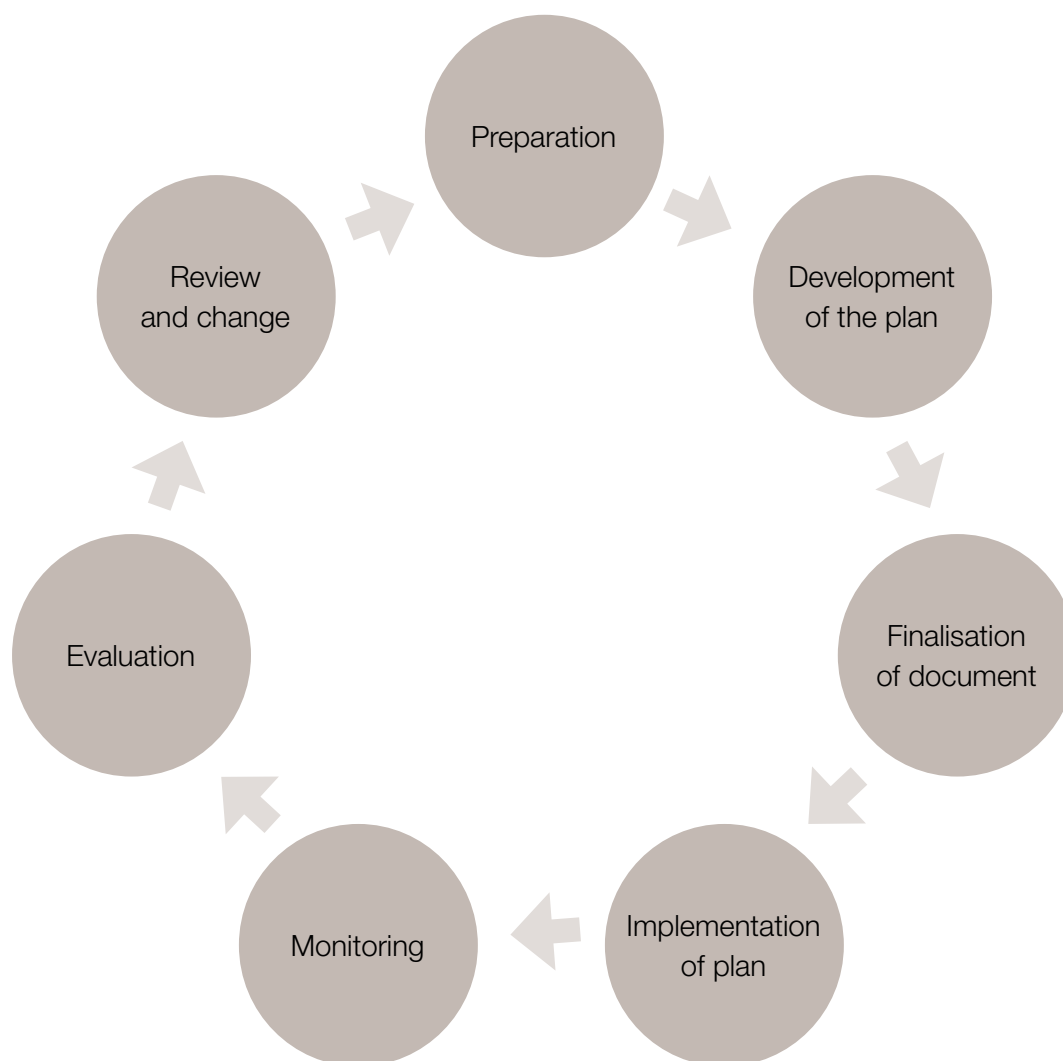 Preparation
Development
of the plan
Finalisation
of document
Implementation
of plan
Monitoring
Evaluation
Review
and change